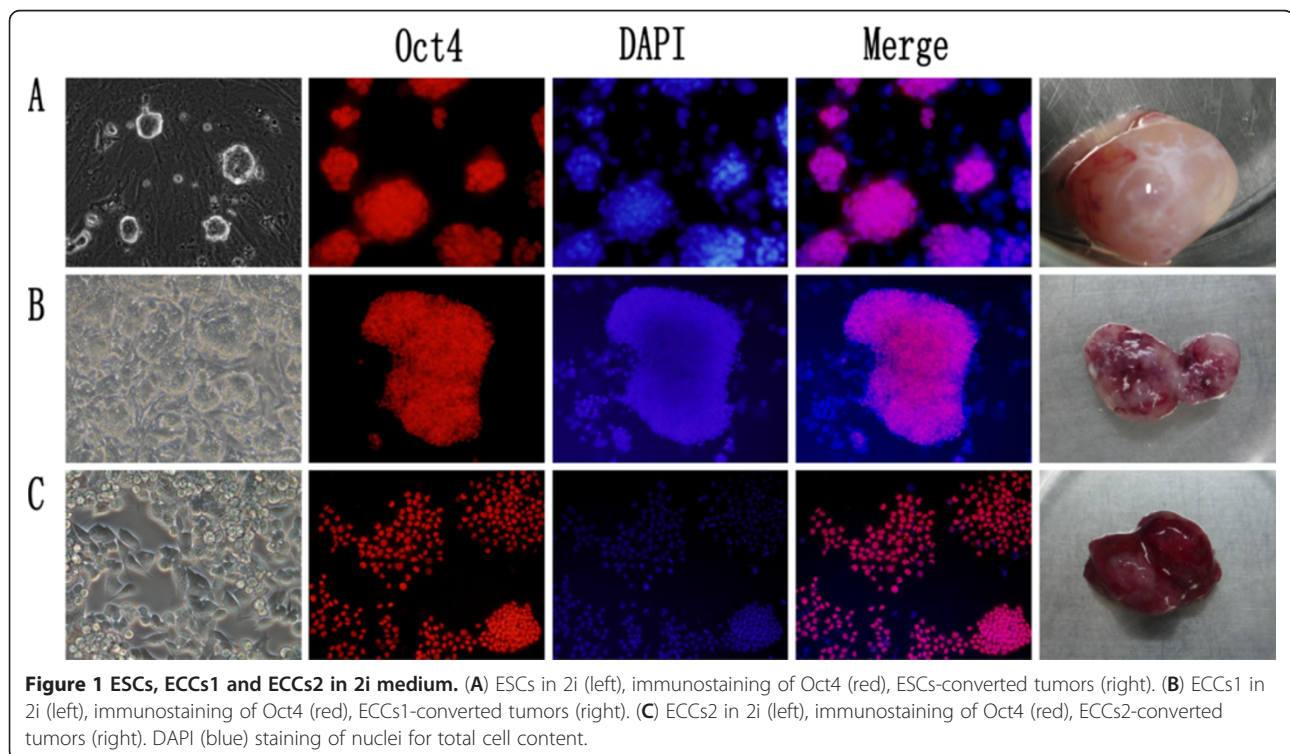 Oct4 DAPI Merge
A
B
C
Figure 1 ESCs, ECCs1 and ECCs2 in 2i medium. (A) ESCs in 2i (left), immunostaining of Oct4 (red), ESCs-converted tumors (right). (B) ECCs1 in
2i (left), immunostaining of Oct4 (red), ECCs1-converted tumors (right). (C) ECCs2 in 2i (left), immunostaining of Oct4 (red), ECCs2-converted
tumors (right). DAPI (blue) staining of nuclei for total cell content.